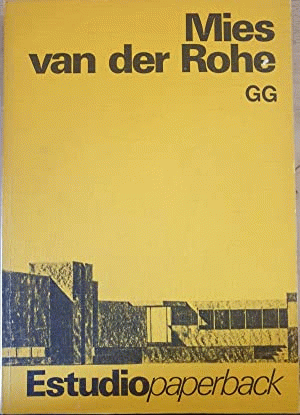 Mies
van der Rohe
GG
Estudiopaperback